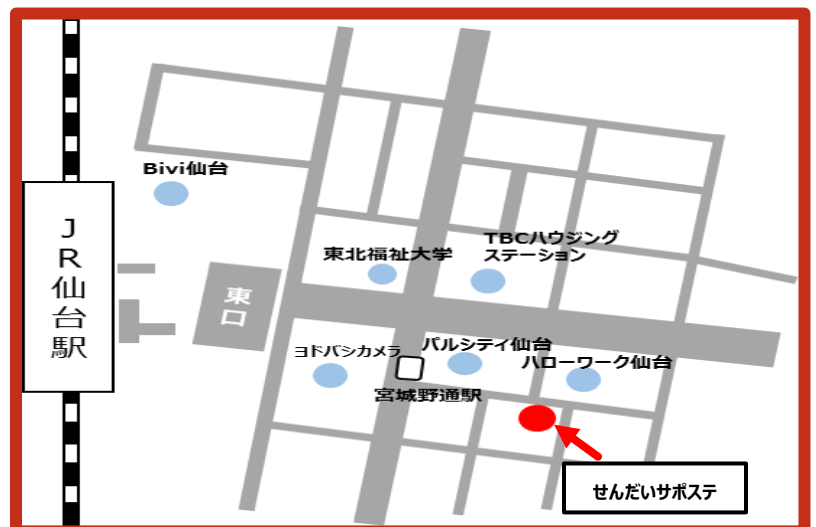 Bivi仙台
JR仙台駅
東口
東北福祉大学
TBCハウジング
ステーション
ヨドバシカメラ
パルシティ仙台
ハローワーク仙台
宮城野通駅
せんだいサポステ